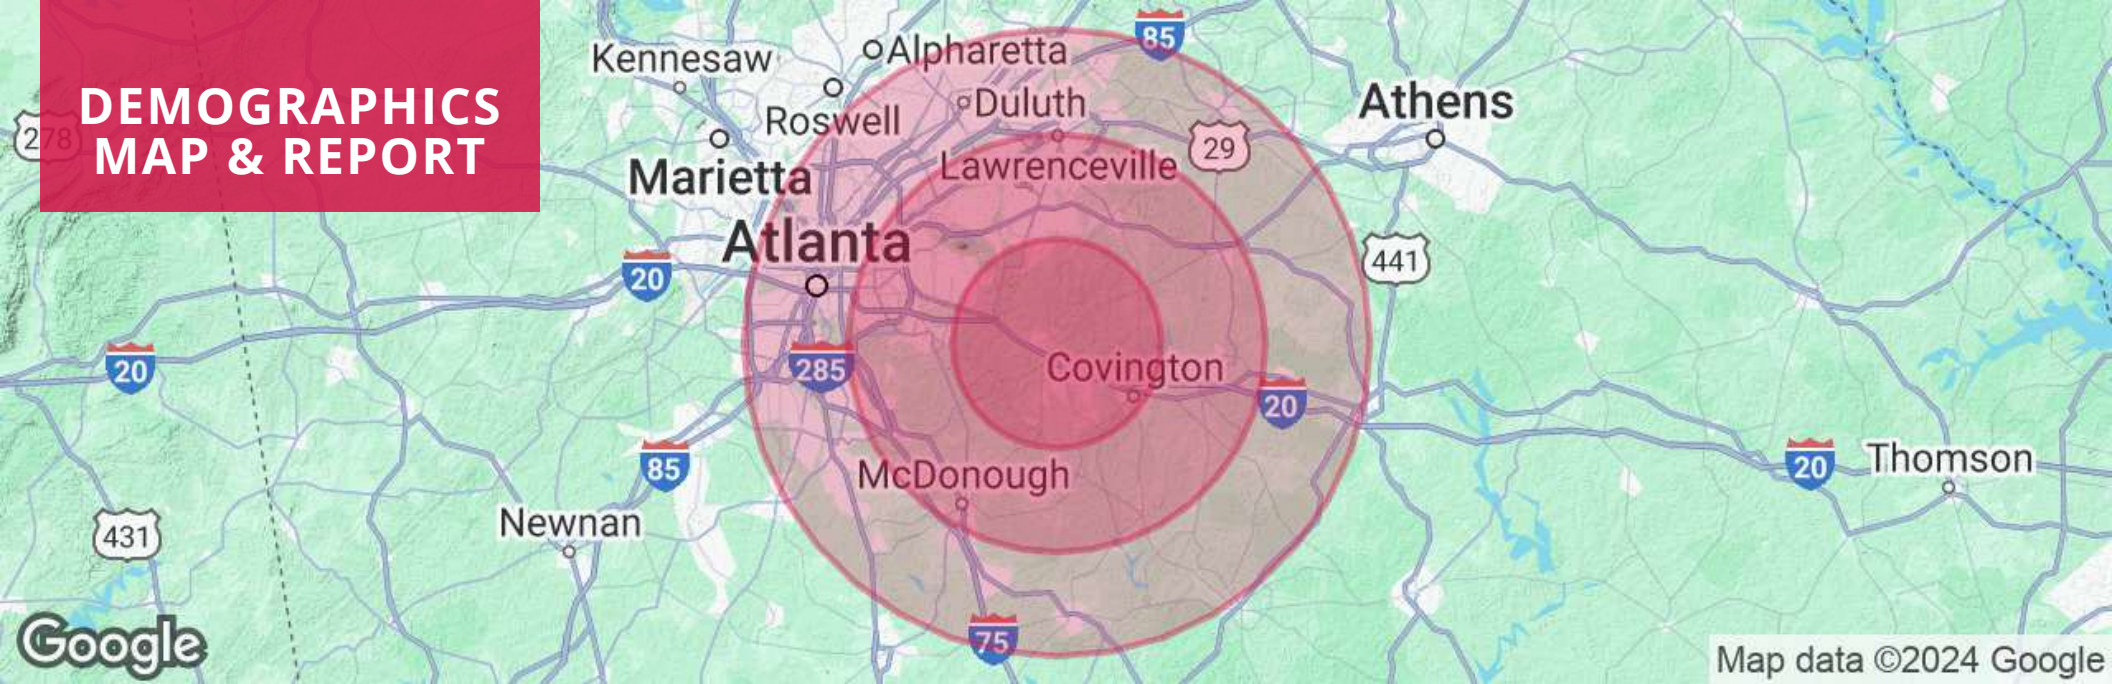 DEMOGRAPHICS
MAP & REPORT
278
Kennesaw
Alpharetta
85
Roswell
Duluth
Athens
29
Marietta
Lawrenceville
Atlanta
20
441
20
285
Covington
20
85
McDonough
20
Thomson
431
Newnan
75
Google
Map data ©2024 Google